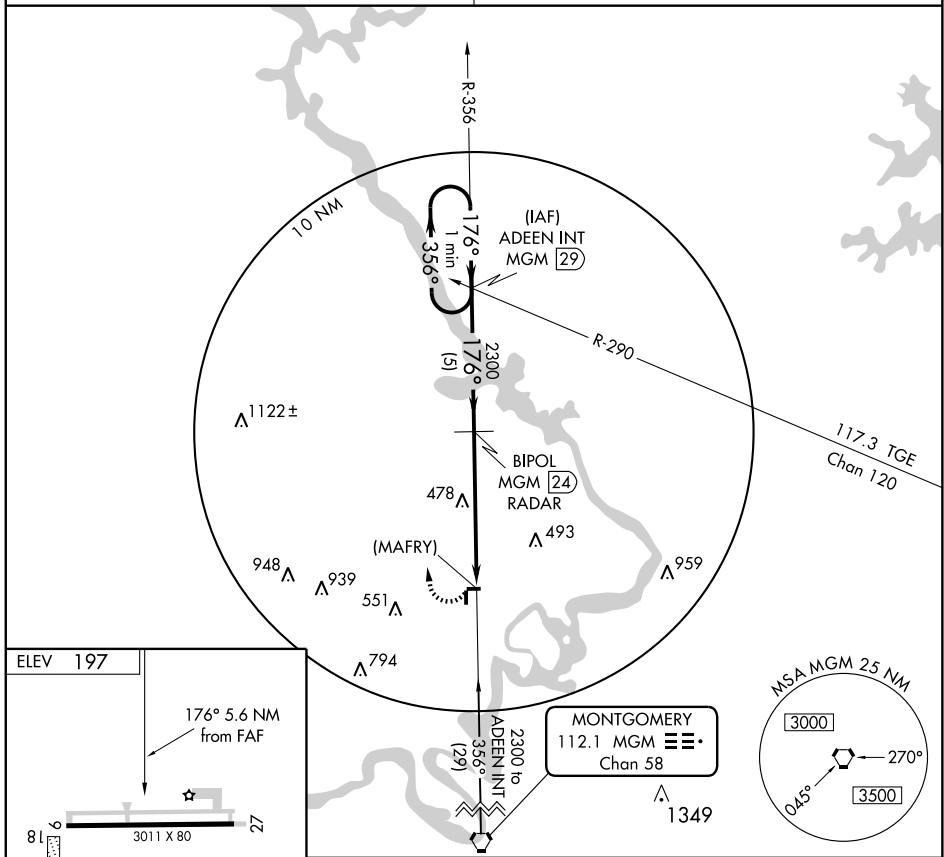 R-356
10 NM
176°
1 min
356°
(IAF)
ADEEN INT
MGM 29
R-290
2300
176°
(5)
117.3 TGE
Chan 120
1122±
BIPOL
MGM 24
RADAR
478
493
(MAFRY)
948
939
551
959
794
ELEV 197
176° 5.6 NM
from FAF
9
27
3011 X 80
18
2300 to
ADEEN INT
356°
(29)
MONTGOMERY
112.1 MGM
Chan 58
1349
MSA MGM 25 NM
3000
270°
045°
3500